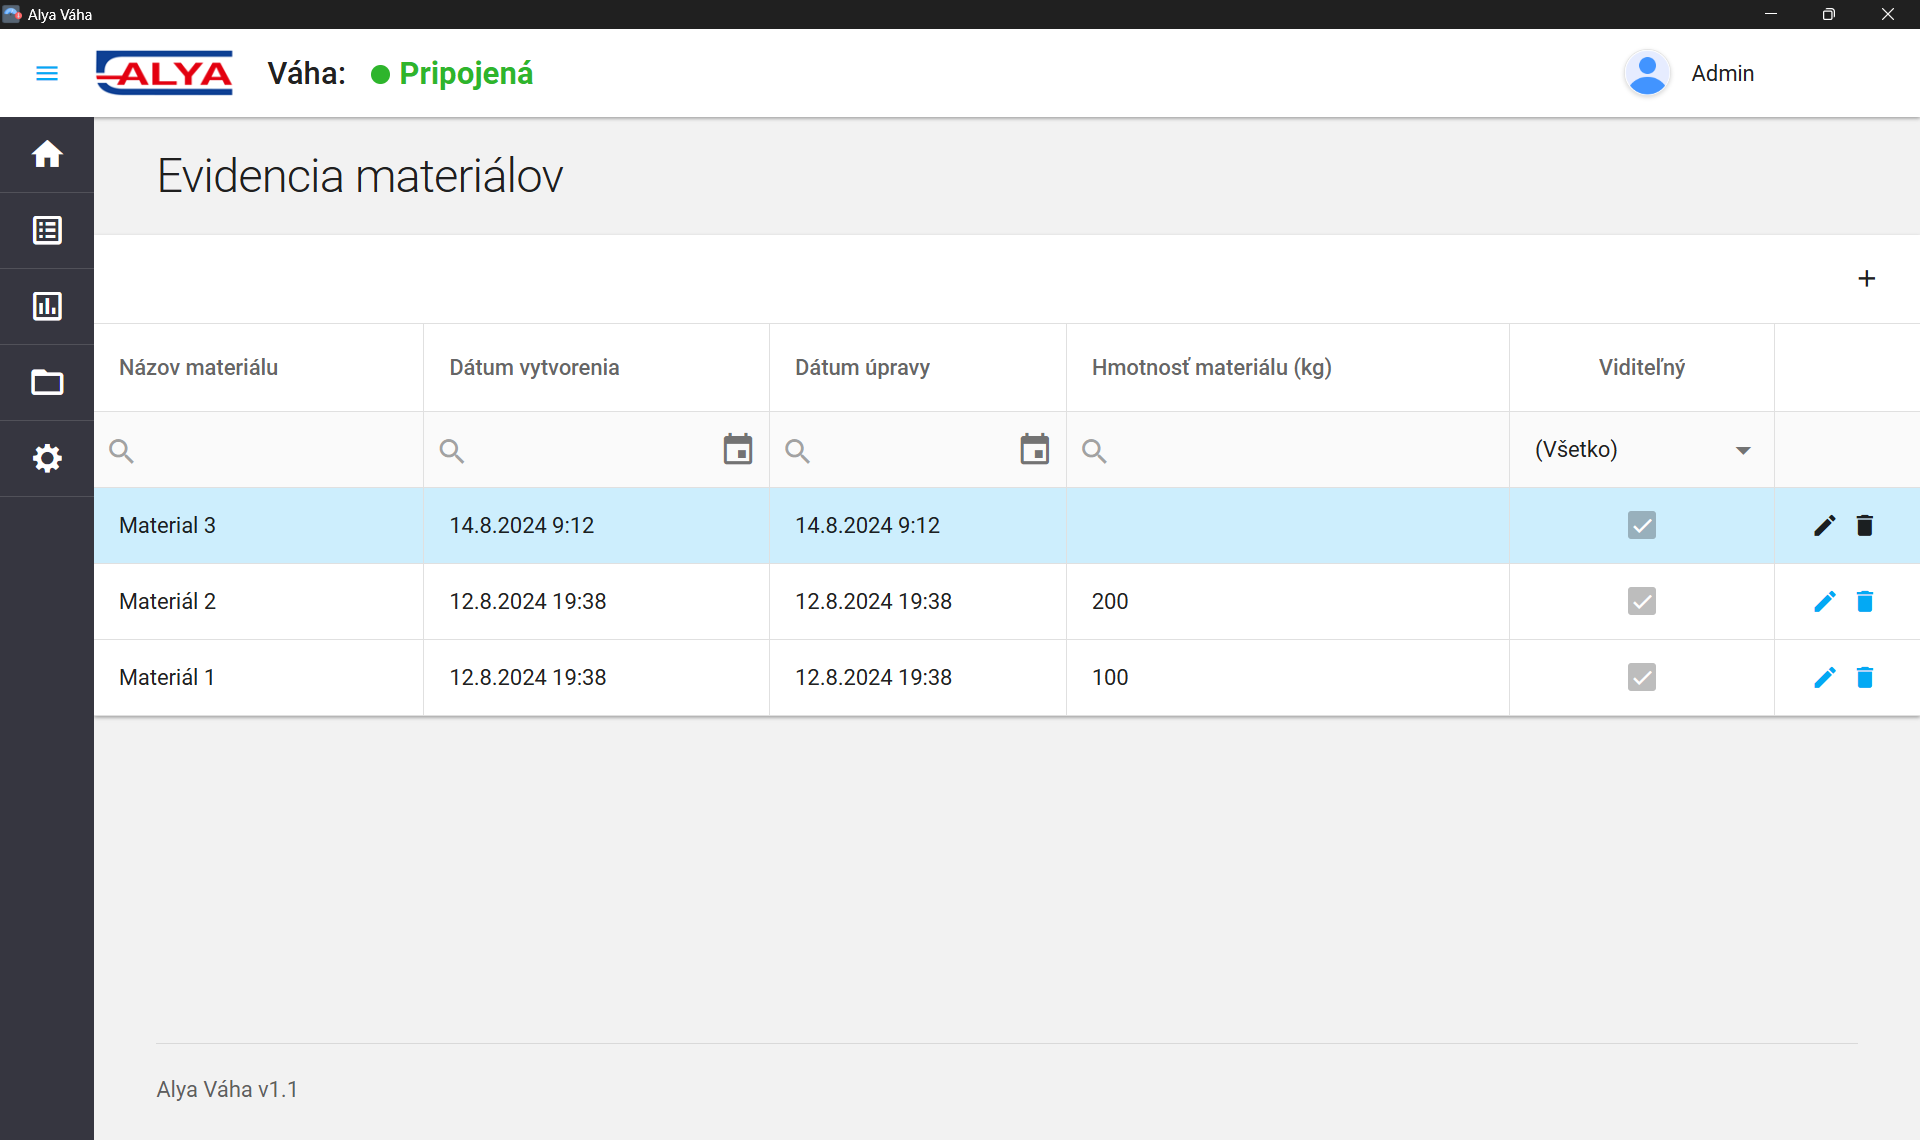 Alya Váha
ALYA
Váha: Pripojená
Admin
Evidencia materiálov
Názov materiálu Dátum vytvorenia Dátum úpravy Hmotnosť materiálu (kg) Viditeľný
(Všetko)
Material 3 14.8.2024 9:12 14.8.2024 9:12
Materiál 2 12.8.2024 19:38 12.8.2024 19:38 200
Materiál 1 12.8.2024 19:38 12.8.2024 19:38 100
Alya Váha v1.1